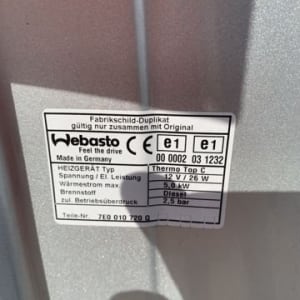 Fabrikschild-Duplikat
gültig nur zusammen mit Original
Webasto CE e1 e1
Feel the drive
Made in Germany 00 0002 03 1232
HEIZGERÄT Typ Thermo Top C
Spannung / El. Leistung 12 V / 26 W
Wärmestrom max. 5,0 kW
Brennstoff Diesel
zul. Betriebsüberdruck 2,5 bar
Teile-Nr. 7E0 010 720 Q